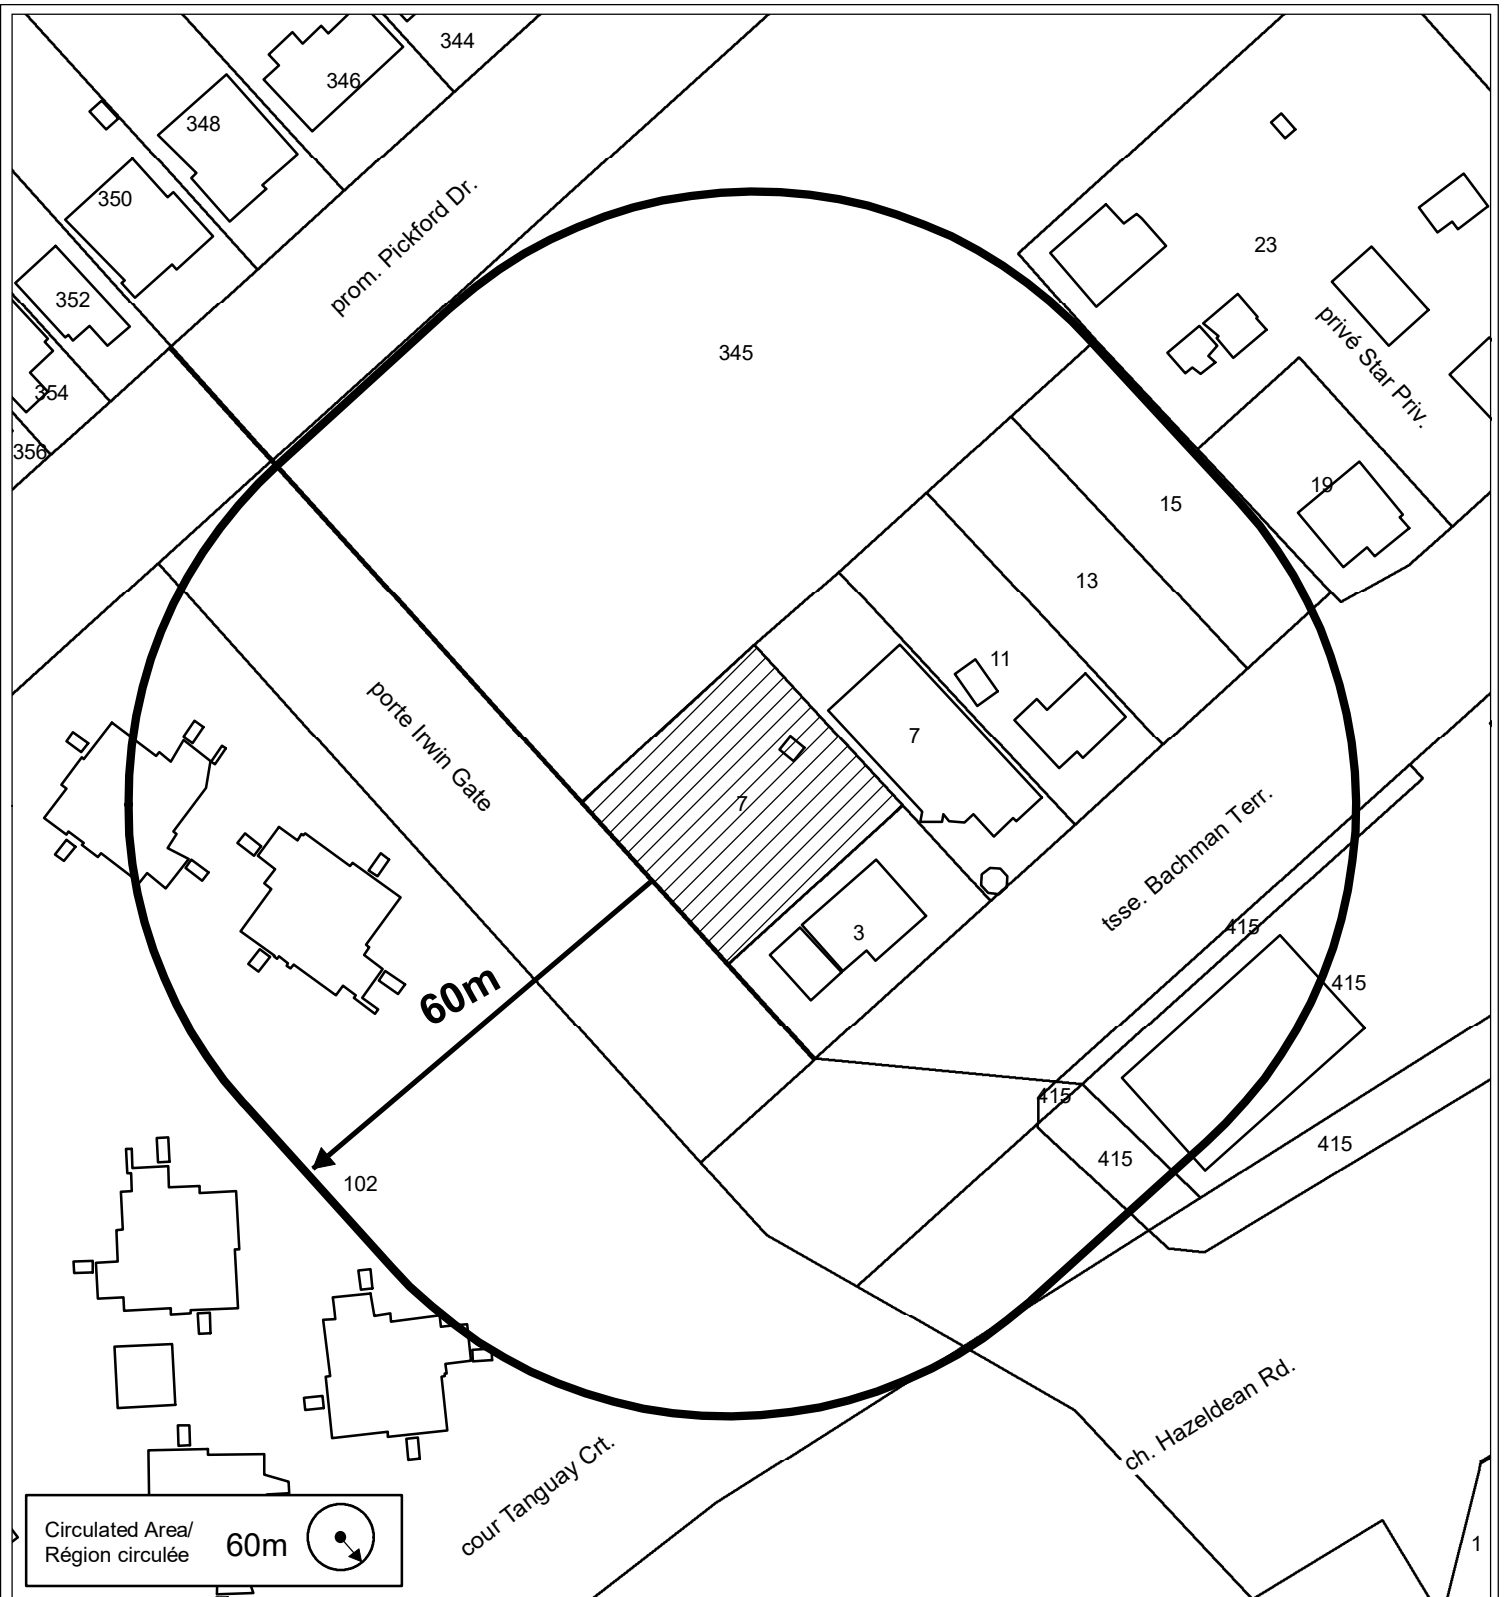 344
346
348
350
352
354
356
prom. Pickford Dr.
23
privé Star Priv.
345
19
15
13
11
7
7
porte Irwin Gate
tsse. Bachman Terr.
3
415
415
60m
415
415
415
102
ch. Hazeldean Rd.
cour Tanguay Crt.
1
Circulated Area/
Région circulée
60m